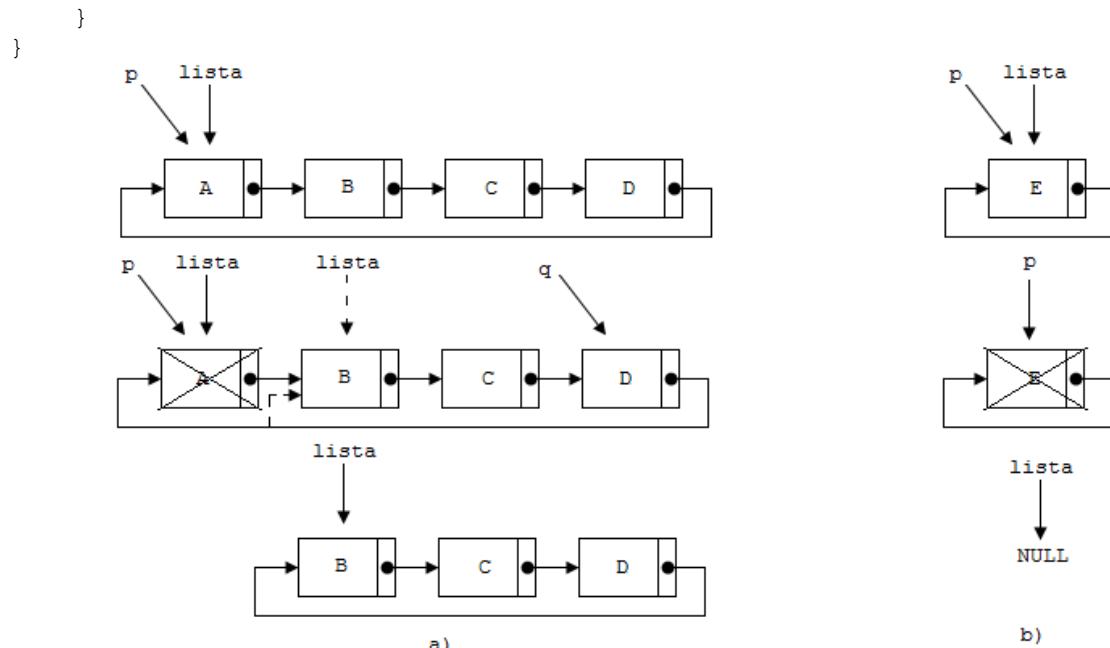 }
}
p lista p lista
A B C D E
p lista lista q p
A B C D E
lista lista
NULL
B C D
a) b)